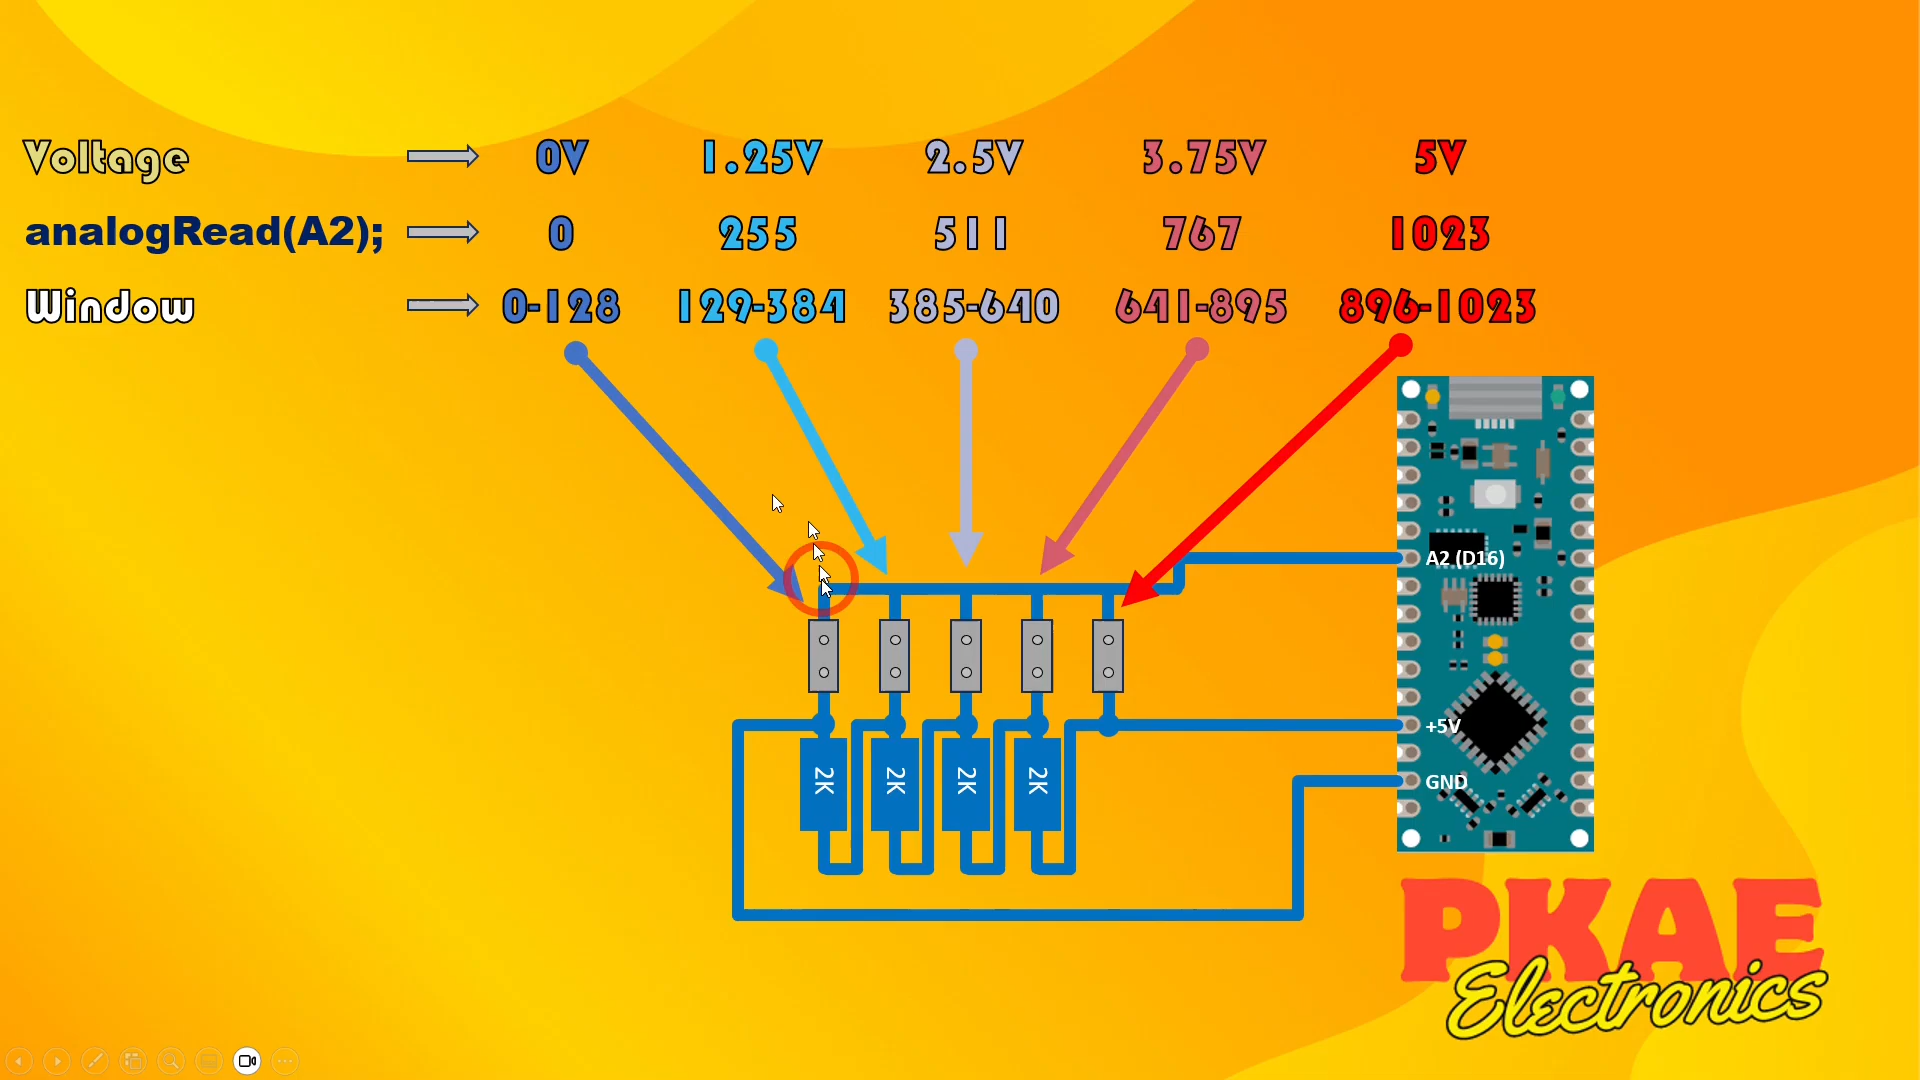 Voltage 0V 1.25V 2.5V 3.75V 5V
analogRead(A2); 0 255 511 767 1023
Window 0-128 129-384 385-640 641-895 896-1023
A2 (D16)
+5V
GND
2K 2K 2K 2K
PKAE
Electronics